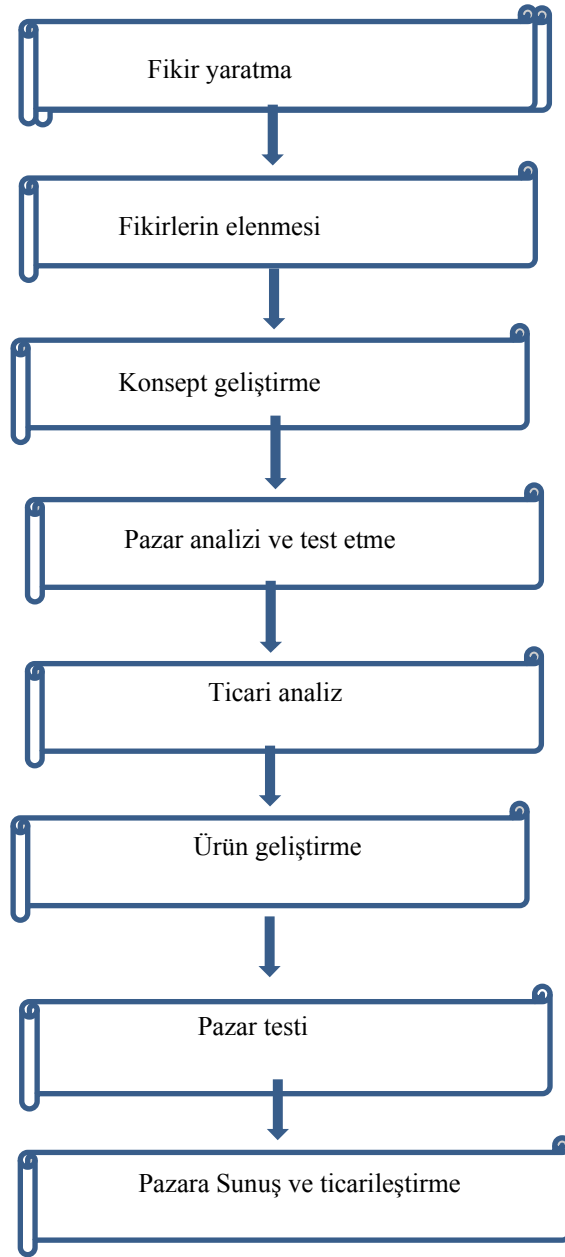 Fikir yaratma
Fikirlerin elenmesi
Konsept geliştirme
Pazar analizi ve test etme
Ticari analiz
Ürün geliştirme
Pazar testi
Pazara Sunuş ve ticarileştirme